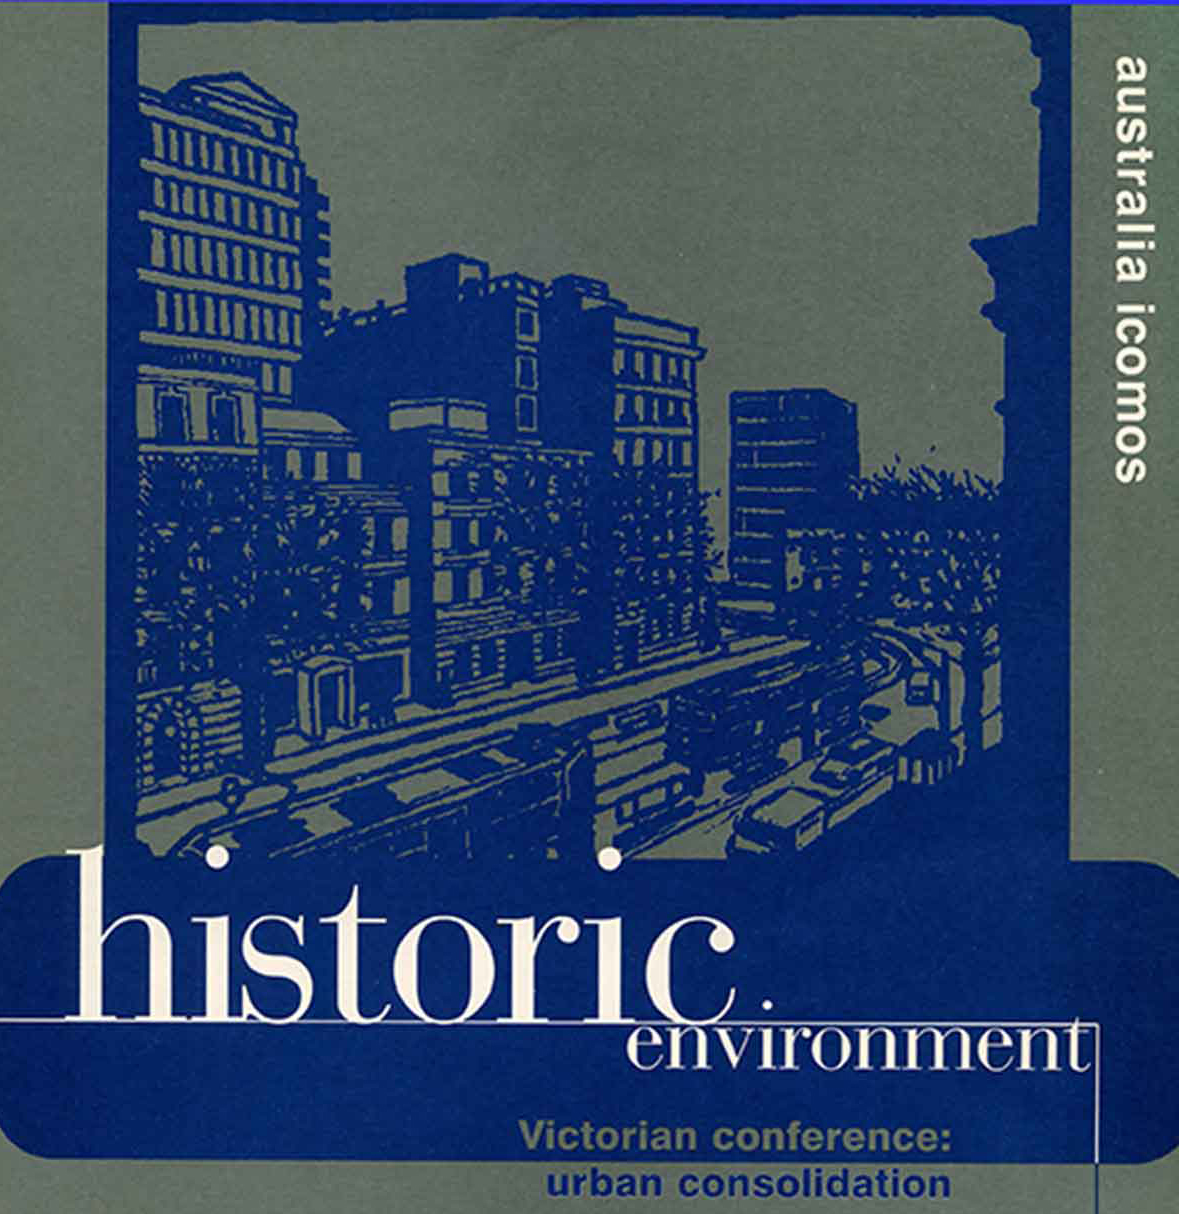 australia icomos
historic
environment
Victorian conference:
urban consolidation